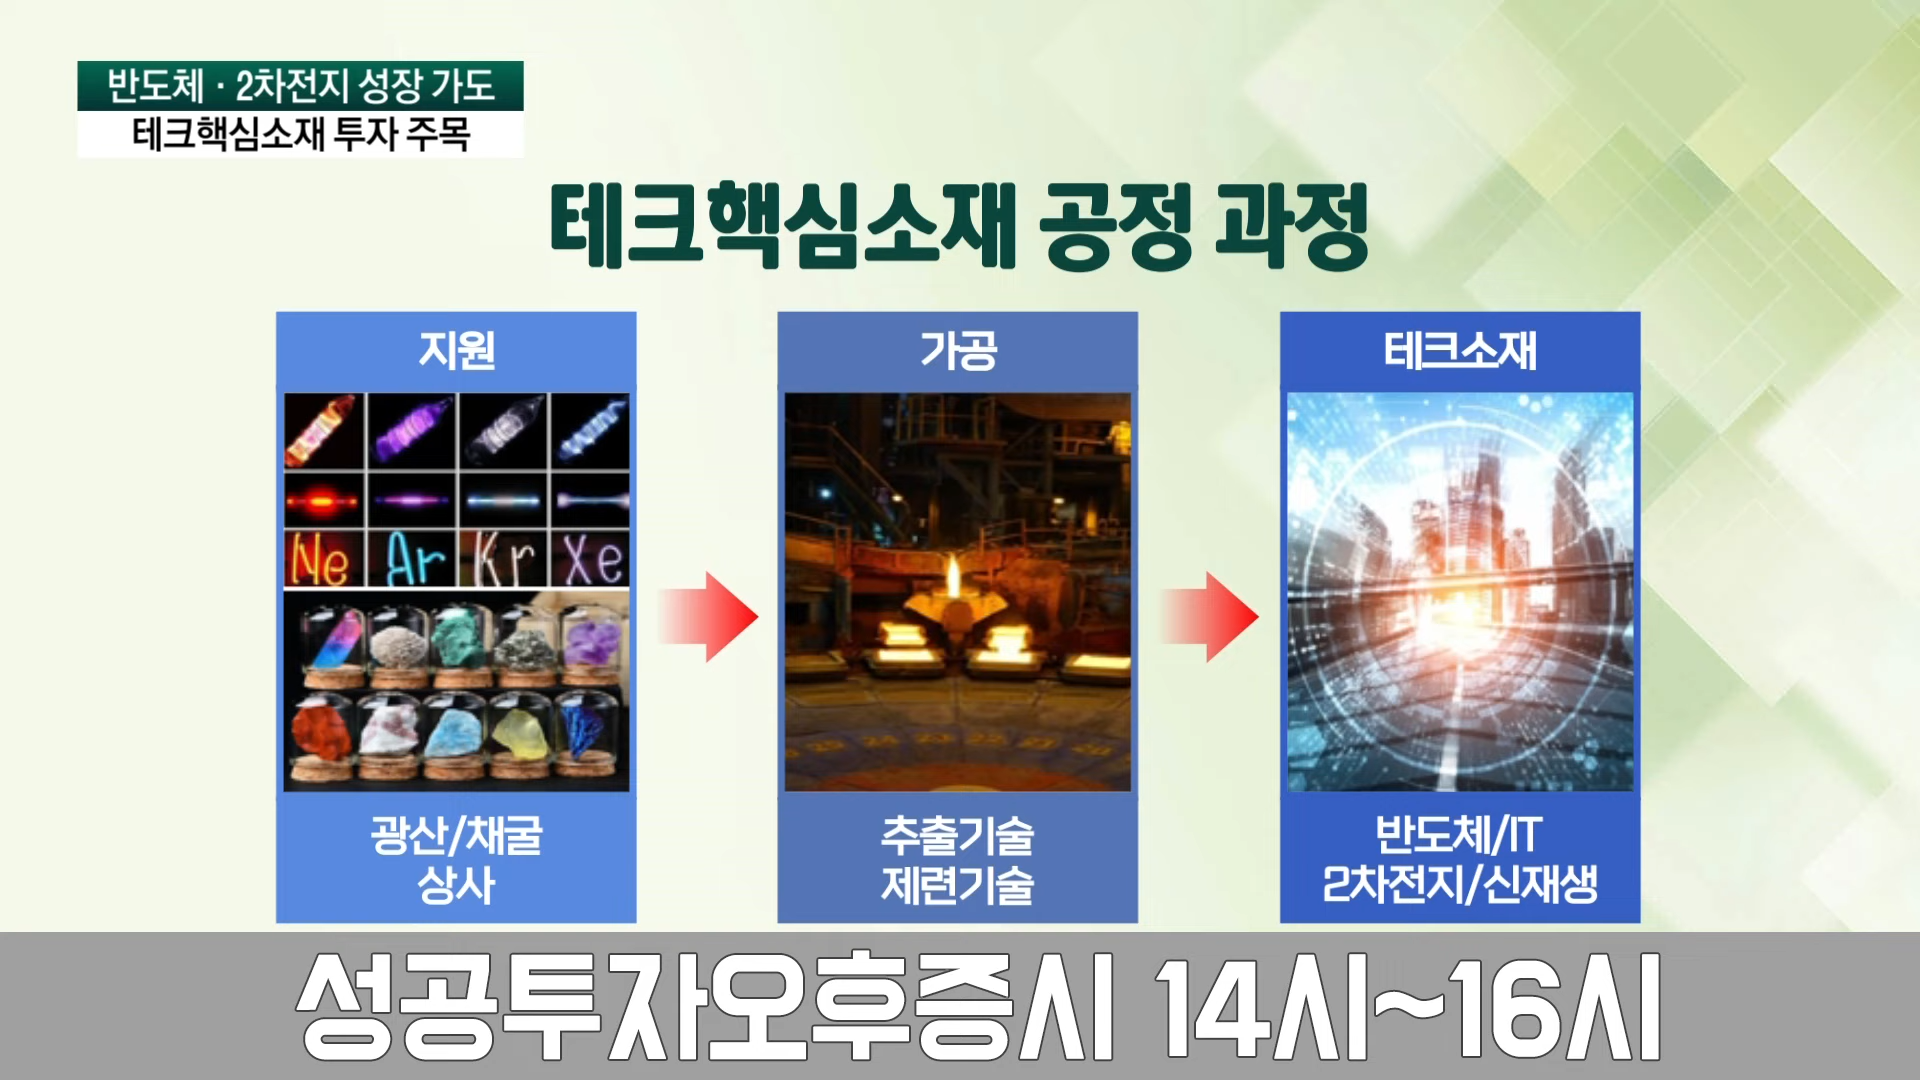 반도체 · 2차전지 성장 가도
테크핵심소재 투자 주목
테크핵심소재 공정 과정
지원
Ne Ar Kr Xe
광산/채굴
상사
가공
추출기술
제련기술
테크소재
반도체/IT
2차전지/신재생
성공투자오후증시 14시~16시